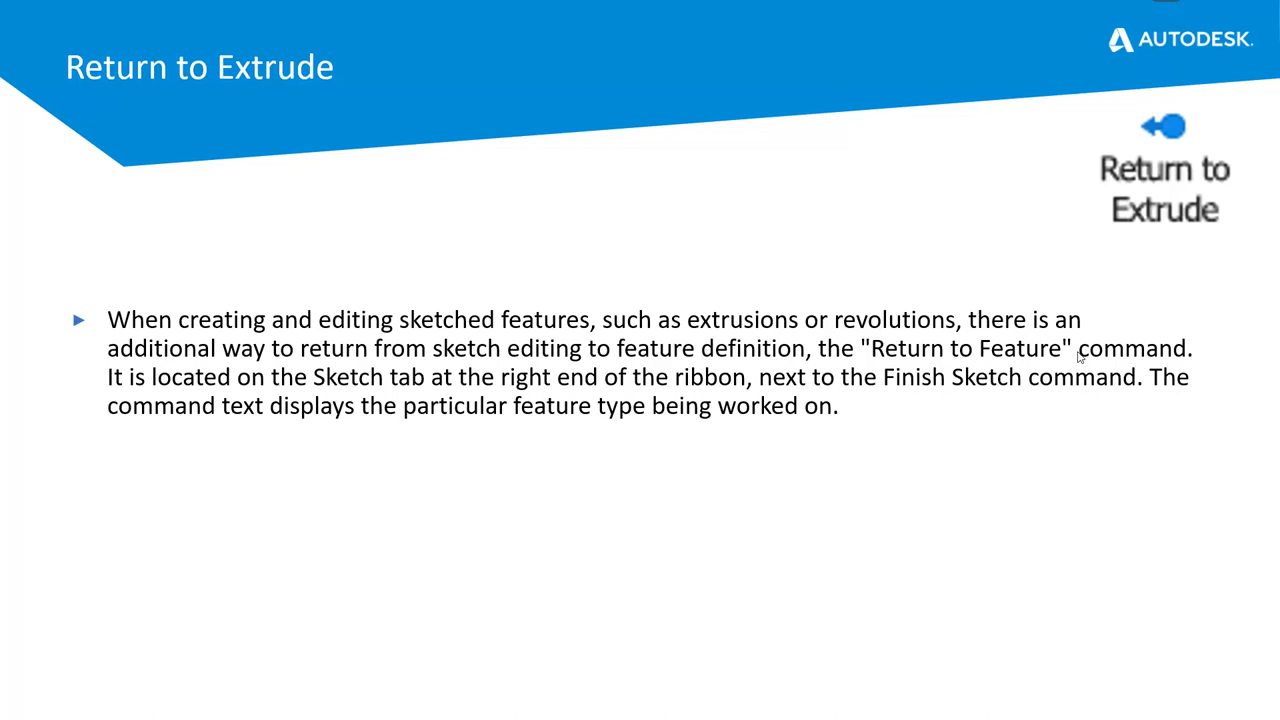 AUTODESK.
Return to Extrude
Return to
Extrude
When creating and editing sketched features, such as extrusions or revolutions, there is an
additional way to return from sketch editing to feature definition, the "Return to Feature" command.
It is located on the Sketch tab at the right end of the ribbon, next to the Finish Sketch command. The
command text displays the particular feature type being worked on.